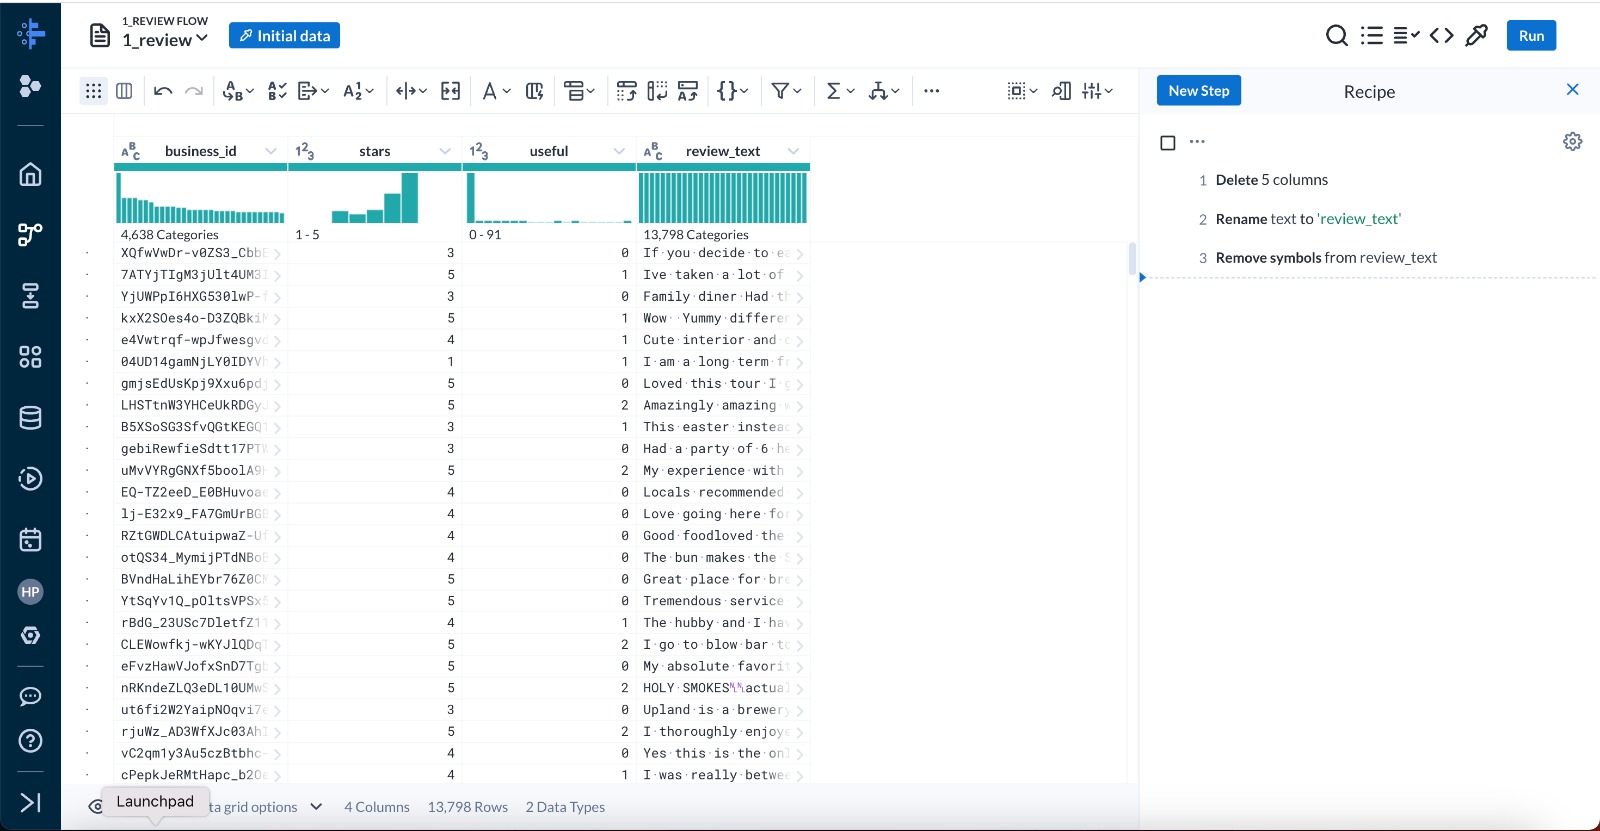 1_REVIEW FLOW
1_review
Initial data
Run
New Step
Recipe
1 Delete 5 columns
2 Rename text to 'review_text'
3 Remove symbols from review_text
business_id stars useful review_text
4,638 Categories 1 - 5 0 - 91 13,798 Categories
XQfwVwDr-v0ZS3_Cbb 3 0 If you decide to
7ATYjTIgM3jUlt4UM3 5 1 Ive taken a lot of
YjUWPpI6HXG530lwP- 3 0 Family diner Had
kxX2SOes4o-D3ZQBki 5 1 Wow Yummy differe
e4Vwtrqf-wpJfwesgv 4 1 Cute interior and
04UD14gamNjLY0IDYV 1 1 I am a long term
gmjsEdUsKpj9Xxu6pd 5 0 Loved this tour I
LHSTtnW3YHCeUkRDGy 5 2 Amazingly amazing
B5XSoSG3SfvQGtKEGQ 3 1 This easter instea
gebiRewfieSdtt17PT 3 0 Had a party of 6
uMvVYRgGNXf5boolA9 5 2 My experience with
EQ-TZ2eeD_E0BHuvoa 4 0 Locals recommended
lj-E32x9_FA7GmUrBG 4 0 Love going here fo
RZtGWDLCAtuipwaZ-U 4 0 Good foodloved the
otQS34_MymijPTdNBo 4 0 The bun makes the
BVndHaLihEYbr76Z0C 5 0 Great place for br
YtSqYv1Q_pOltsVPSx 5 0 Tremendous service
rBdG_23USc7DletfZ1 4 1 The hubby and I ha
CLEWowfkj-wKYJlQDq 5 2 I go to blow bar
eFvzHawVJofxSnD7Tg 5 0 My absolute favori
nRKndeZLQ3eDL10UMw 5 2 HOLY SMOKES actua
ut6fi2W2YaipNOqvi7 3 0 Upland is a brewer
rjuWz_AD3WfXJc03Ah 5 2 I thoroughly enjoy
vC2qm1y3Au5czBtbhc- 4 0 Yes this is the on
cPepkJeRMtHapc_b2O 4 1 I was really betwe
HP
Launchpad
ta grid options 4 Columns 13,798 Rows 2 Data Types